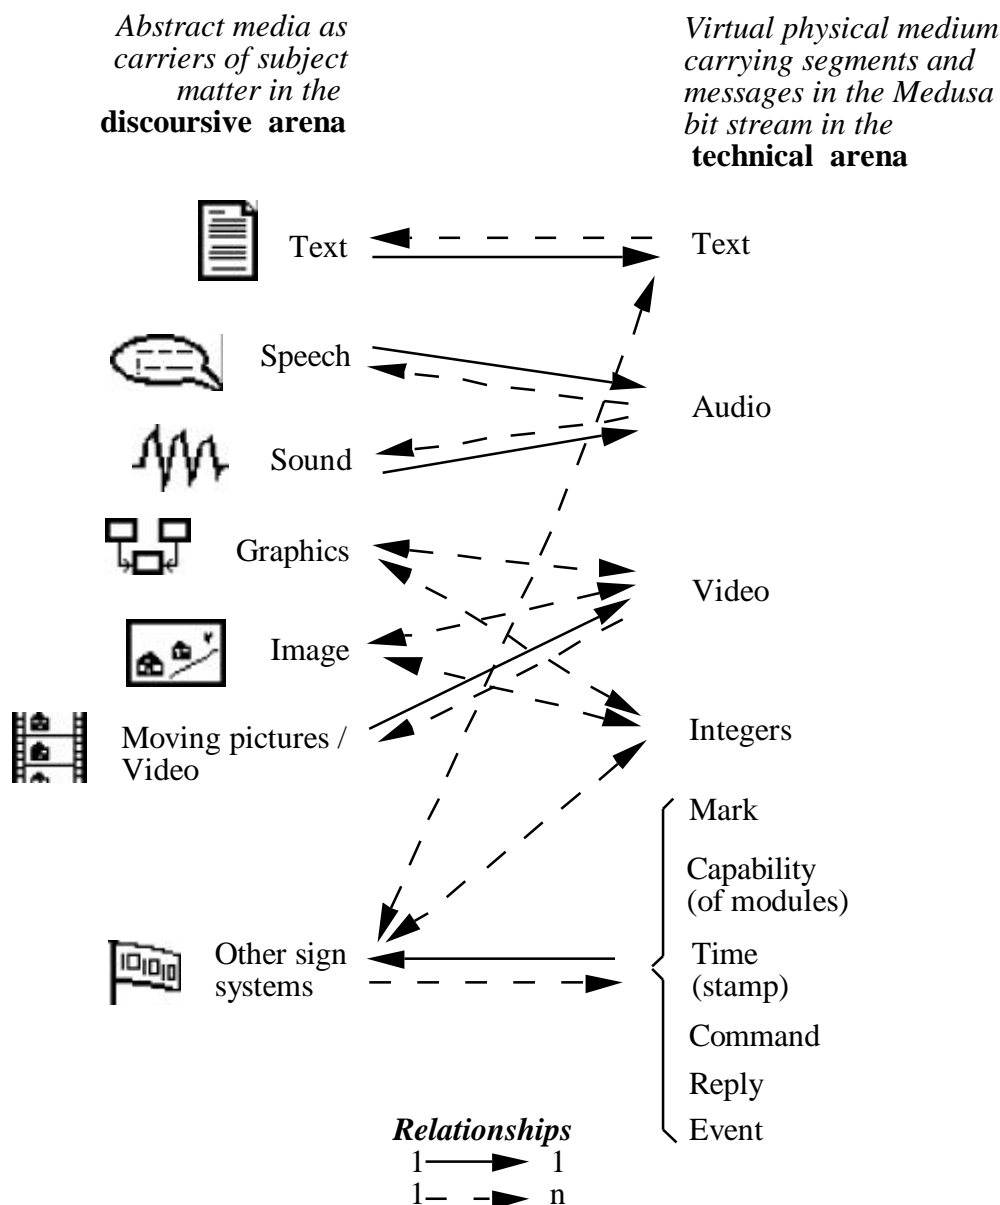 Abstract media as
carriers of subject
matter in the
discoursive arena
Virtual physical medium
carrying segments and
messages in the Medusa
bit stream in the
technical arena
Text
Text
Speech
Audio
Sound
Graphics
Video
Image
Moving pictures /
Video
Integers
Mark
Capability
(of modules)
Other sign
systems
Time
(stamp)
Command
Reply
Event
Relationships
1 1
1 n